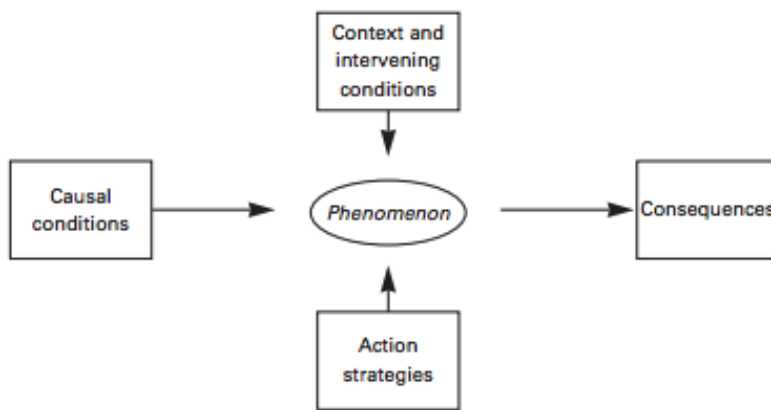 Context and
intervening
conditions
Causal
conditions
Phenomenon
Consequences
Action
strategies